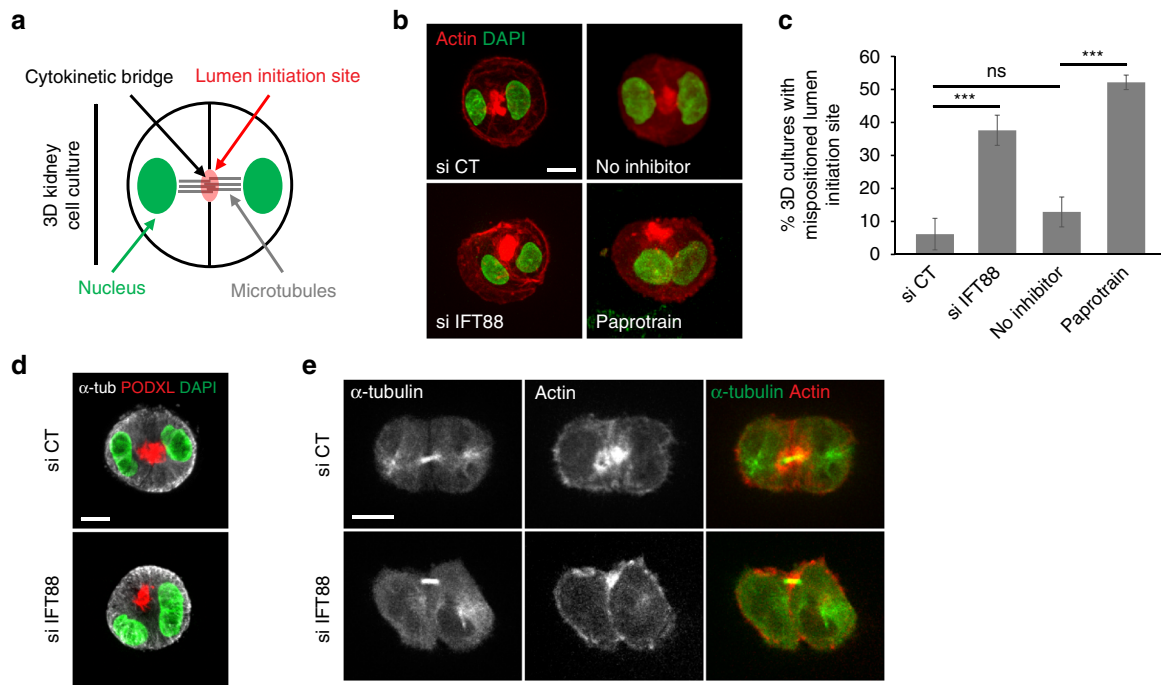 a
Cytokinetic bridge
Lumen initiation site
3D kidney
cell culture
Nucleus
Microtubules
b
Actin DAPI
si CT
No inhibitor
si IFT88
Paprotrain
c
% 3D cultures with
mispositioned lumen
initiation site
60
50
40
30
20
10
0
ns
***
***
si CT
si IFT88
No inhibitor
Paprotrain
d
α-tub PODXL DAPI
si CT
si IFT88
e
α-tubulin
Actin
α-tubulin Actin
si CT
si IFT88